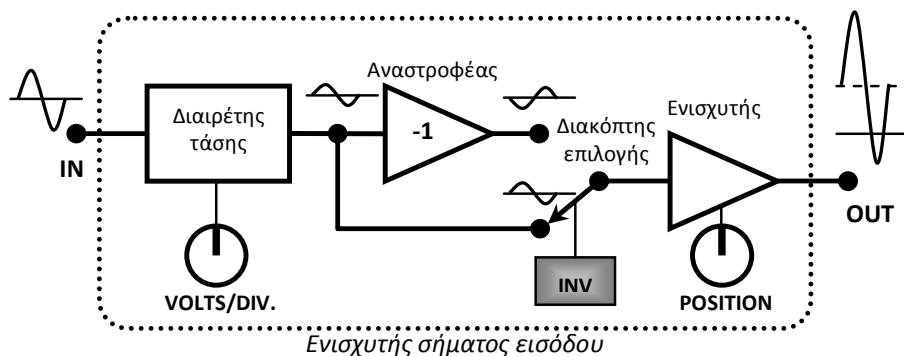 Αναστροφέας
Διαιρέτης
τάσης
-1
Διακόπτης
επιλογής
Ενισχυτής
IN
OUT
INV
VOLTS/DIV.
POSITION
Ενισχυτής σήματος εισόδου